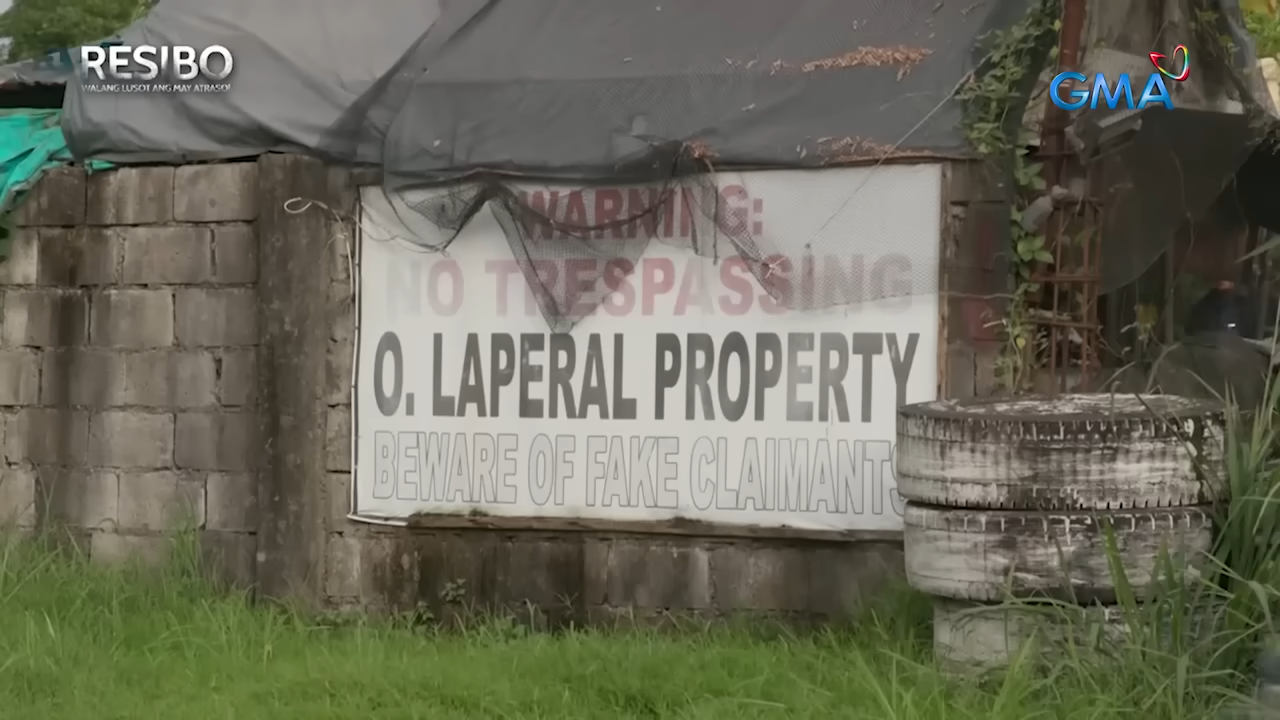 RESIBO
WALANG LUSOT ANG MAY ATRASO!
GMA
WARNING:
NO TRESPASSING
O. LAPERAL PROPERTY
BEWARE OF FAKE CLAIMANTS